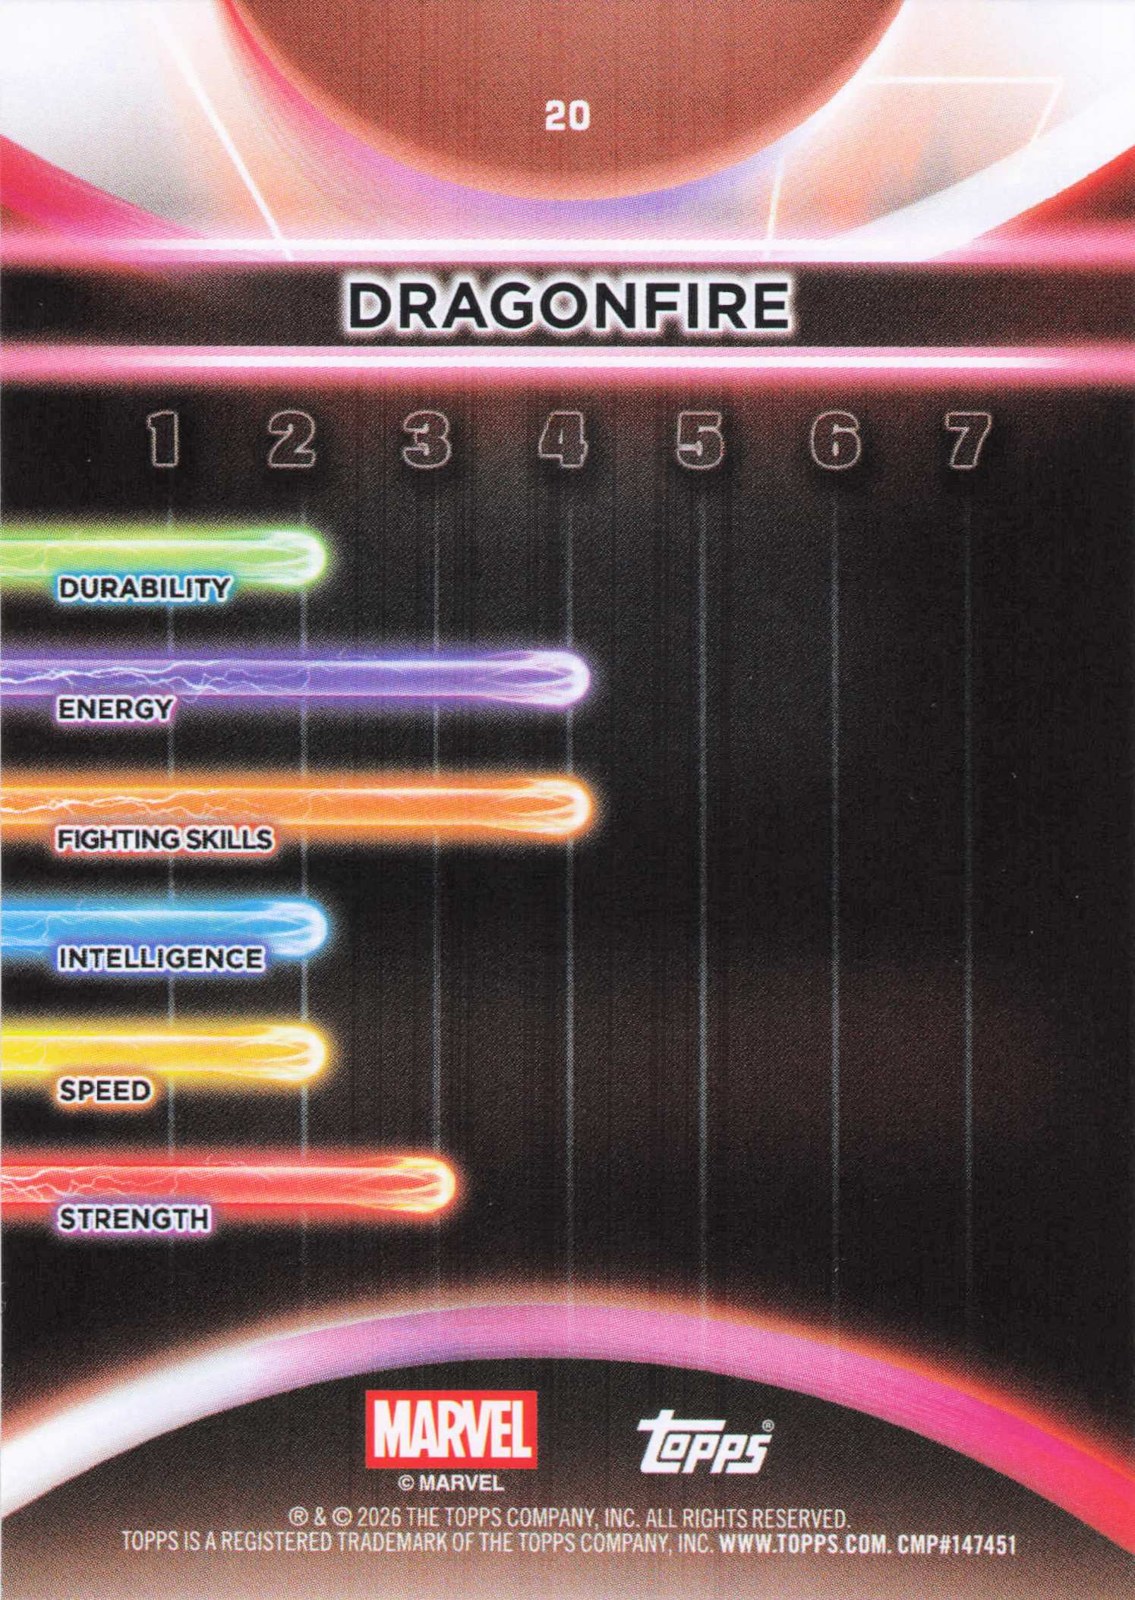 20
DRAGONFIRE
1 2 3 4 5 6 7
DURABILITY
ENERGY
FIGHTING SKILLS
INTELLIGENCE
SPEED
STRENGTH
MARVEL
© MARVEL
Topps®
® & © 2026 THE TOPPS COMPANY, INC. ALL RIGHTS RESERVED.
TOPPS IS A REGISTERED TRADEMARK OF THE TOPPS COMPANY, INC. WWW.TOPPS.COM. CMP#147451